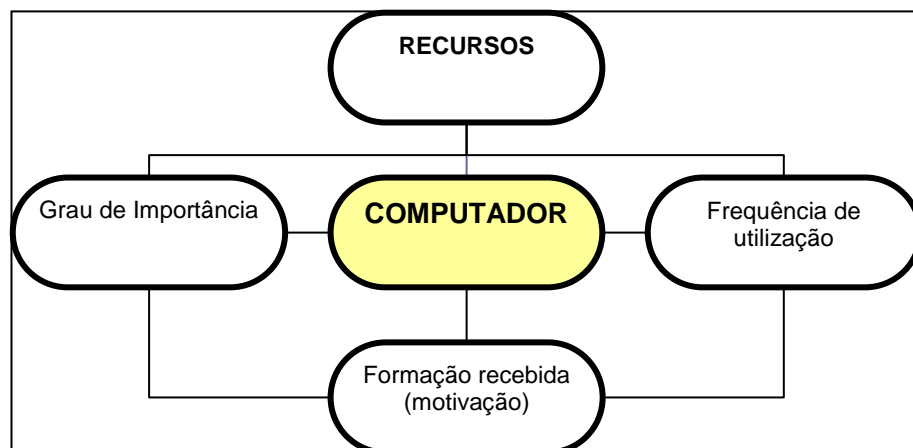 RECURSOS
Grau de Importância
COMPUTADOR
Frequência de
utilização
Formação recebida
(motivação)